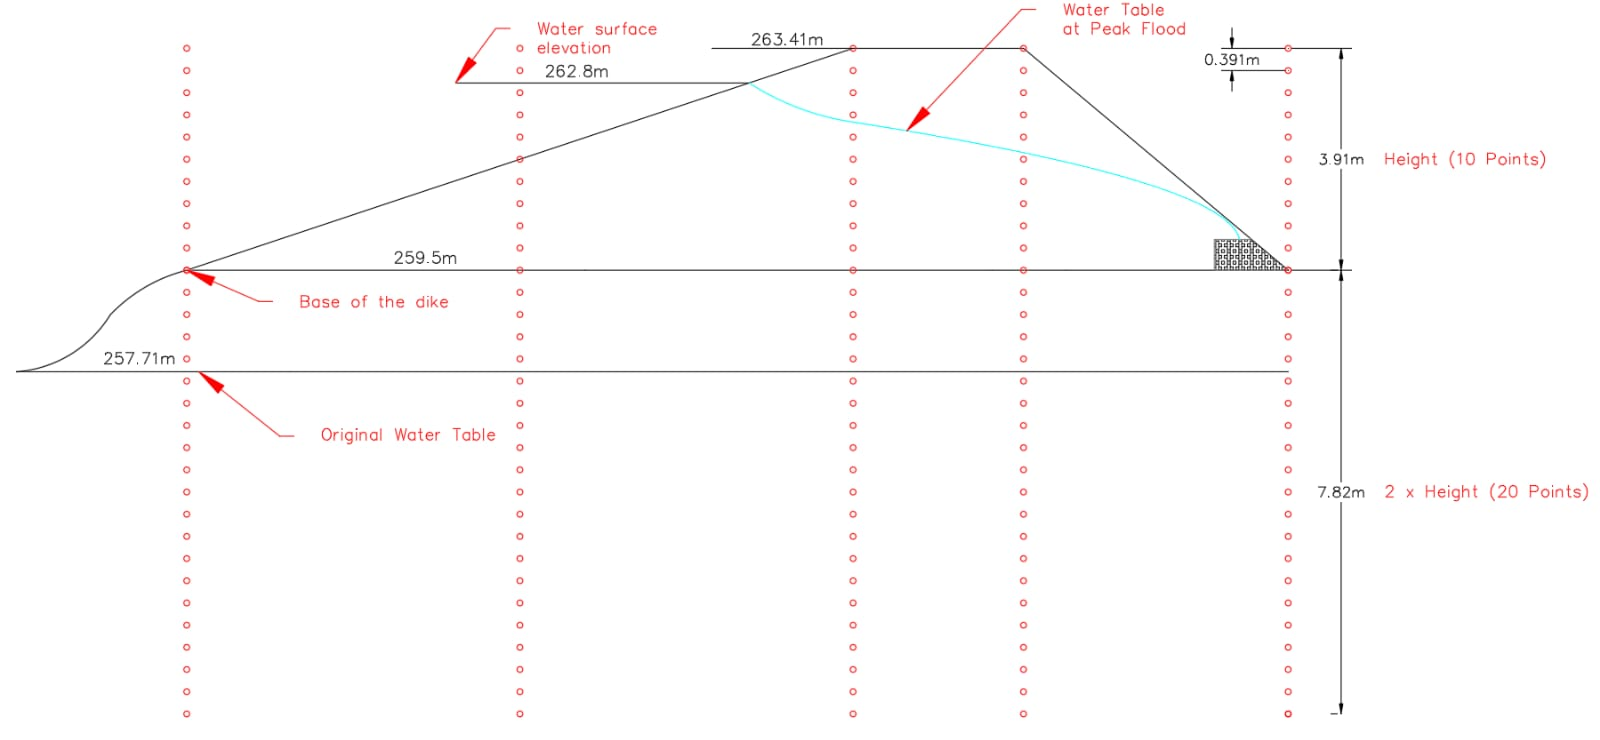 Water Table
at Peak Flood
Water surface
elevation
263.41m
262.8m
0.391m
3.91m
Height (10 Points)
259.5m
Base of the dike
257.71m
Original Water Table
7.82m
2 x Height (20 Points)